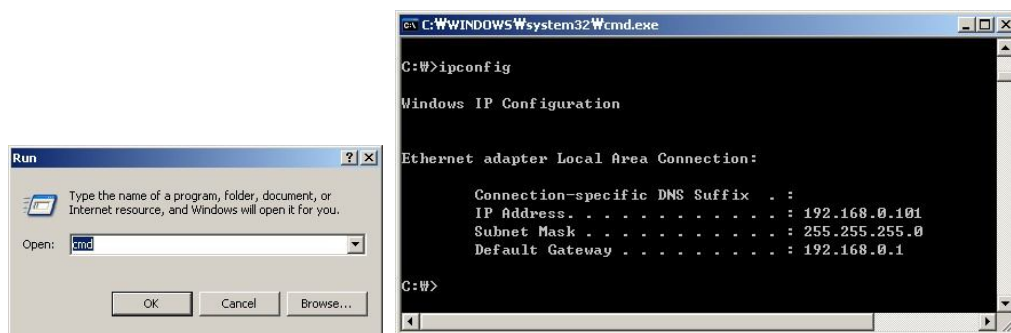 Run
Type the name of a program, folder, document, or
Internet resource, and Windows will open it for you.
Open:
cmd
OK
Cancel
Browse...
C:₩WINDOWS₩system32₩cmd.exe
C:₩>ipconfig
Windows IP Configuration
Ethernet adapter Local Area Connection:
Connection-specific DNS Suffix  . :
IP Address. . . . . . . . . . . . : 192.168.0.101
Subnet Mask . . . . . . . . . . . : 255.255.255.0
Default Gateway . . . . . . . . . : 192.168.0.1
C:₩>